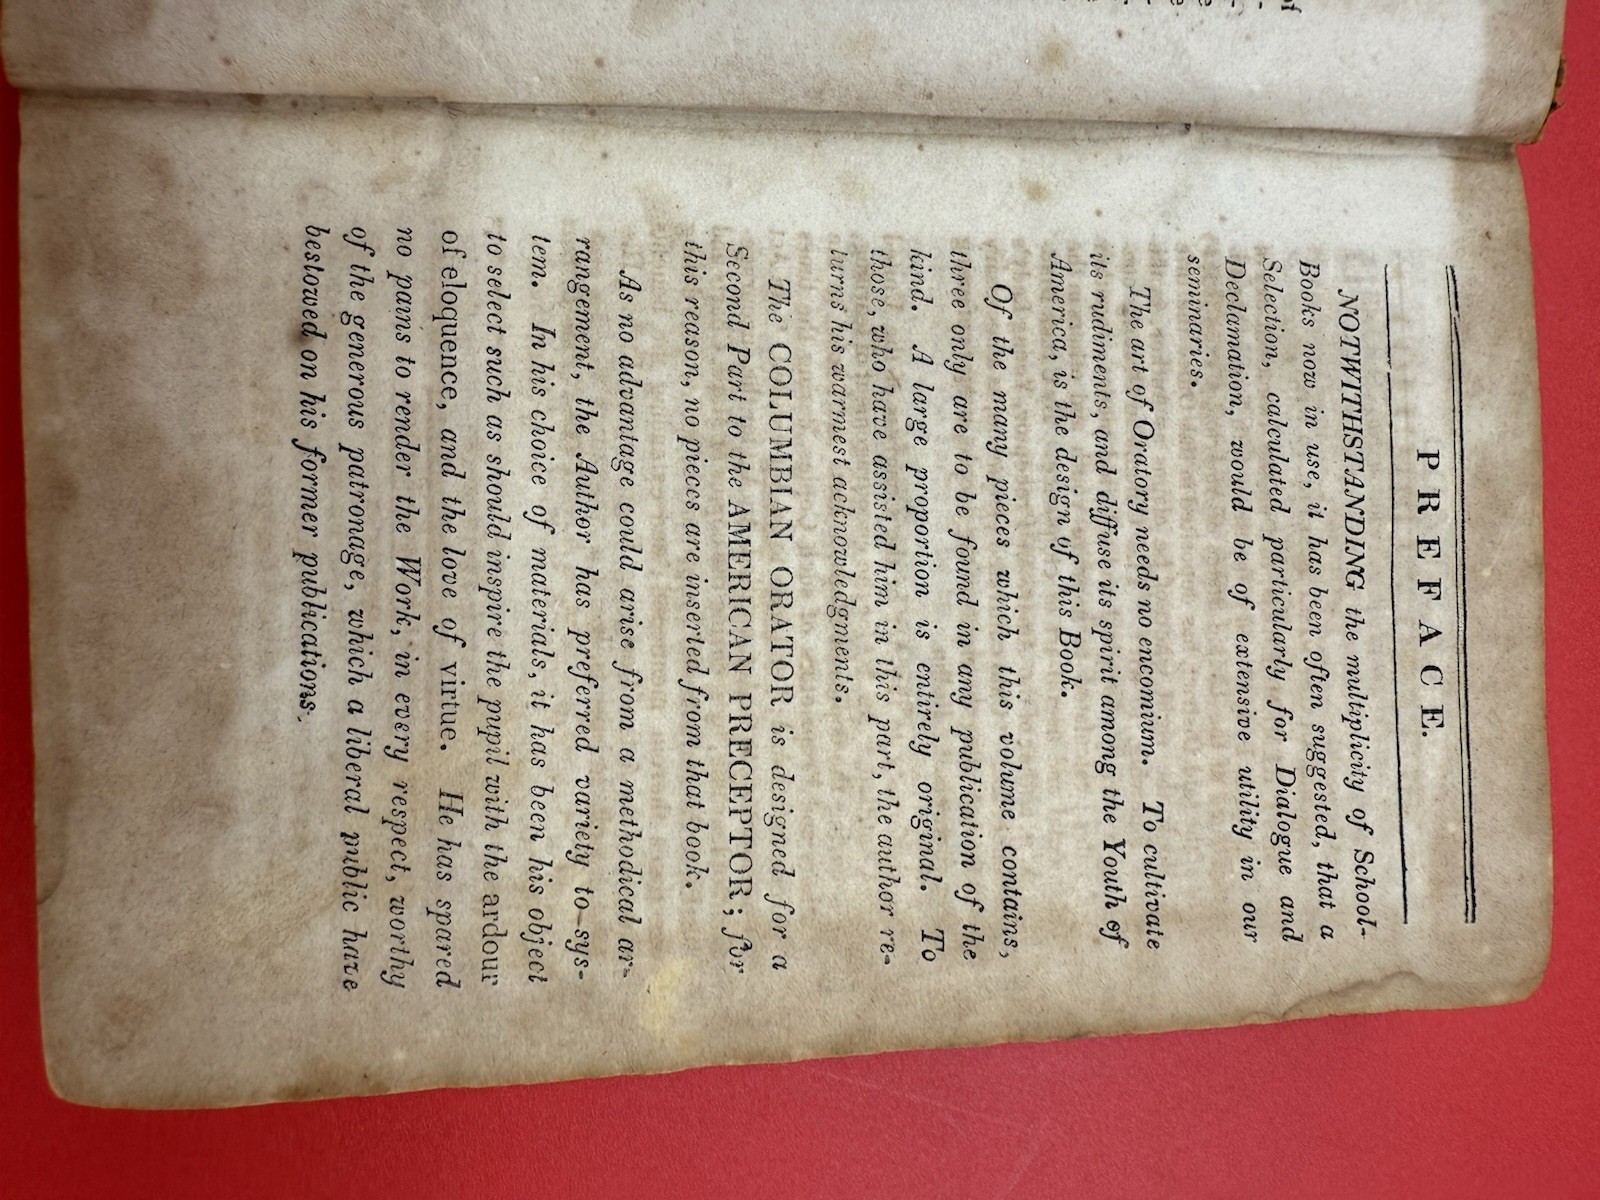 PREFACE.
NOTWITHSTANDING the multiplicity of School-
Books now in use, it has been often suggested, that a
Selection, calculated particularly for Dialogue and
Declamation, would be of extensive utility in our
seminaries.
The art of Oratory needs no encomium. To cultivate
its rudiments, and diffuse its spirit among the Youth of
America, is the design of this Book.
Of the many pieces which this volume contains,
three only are to be found in any publication of the
kind. A large proportion is entirely original. To
those, who have assisted him in this part, the author re-
turns his warmest acknowledgments.
The COLUMBIAN ORATOR is designed for a
Second Part to the AMERICAN PRECEPTOR; for
this reason, no pieces are inserted from that book.
As no advantage could arise from a methodical ar-
rangement, the Author has preferred variety to sys-
tem. In his choice of materials, it has been his object
to select such as should inspire the pupil with the ardour
of eloquence, and the love of virtue. He has spared
no pains to render the Work, in every respect, worthy
of the generous patronage, which a liberal public have
bestowed on his former publications.